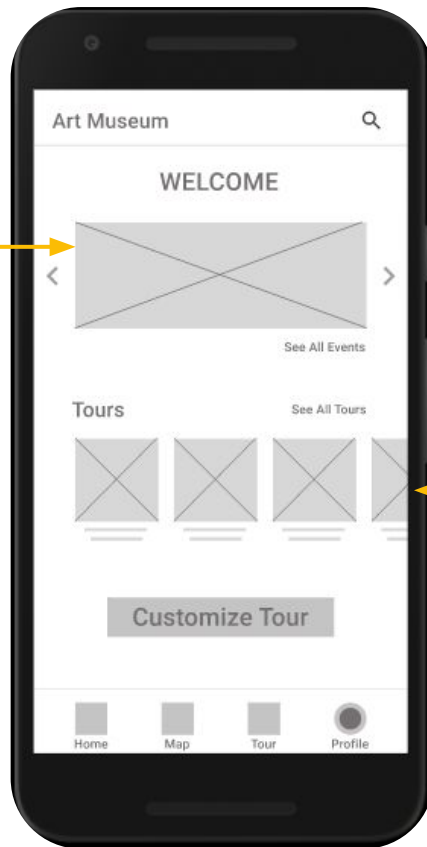 Art Museum
WELCOME
See All Events
Tours
See All Tours
Customize Tour
Home
Map
Tour
Profile